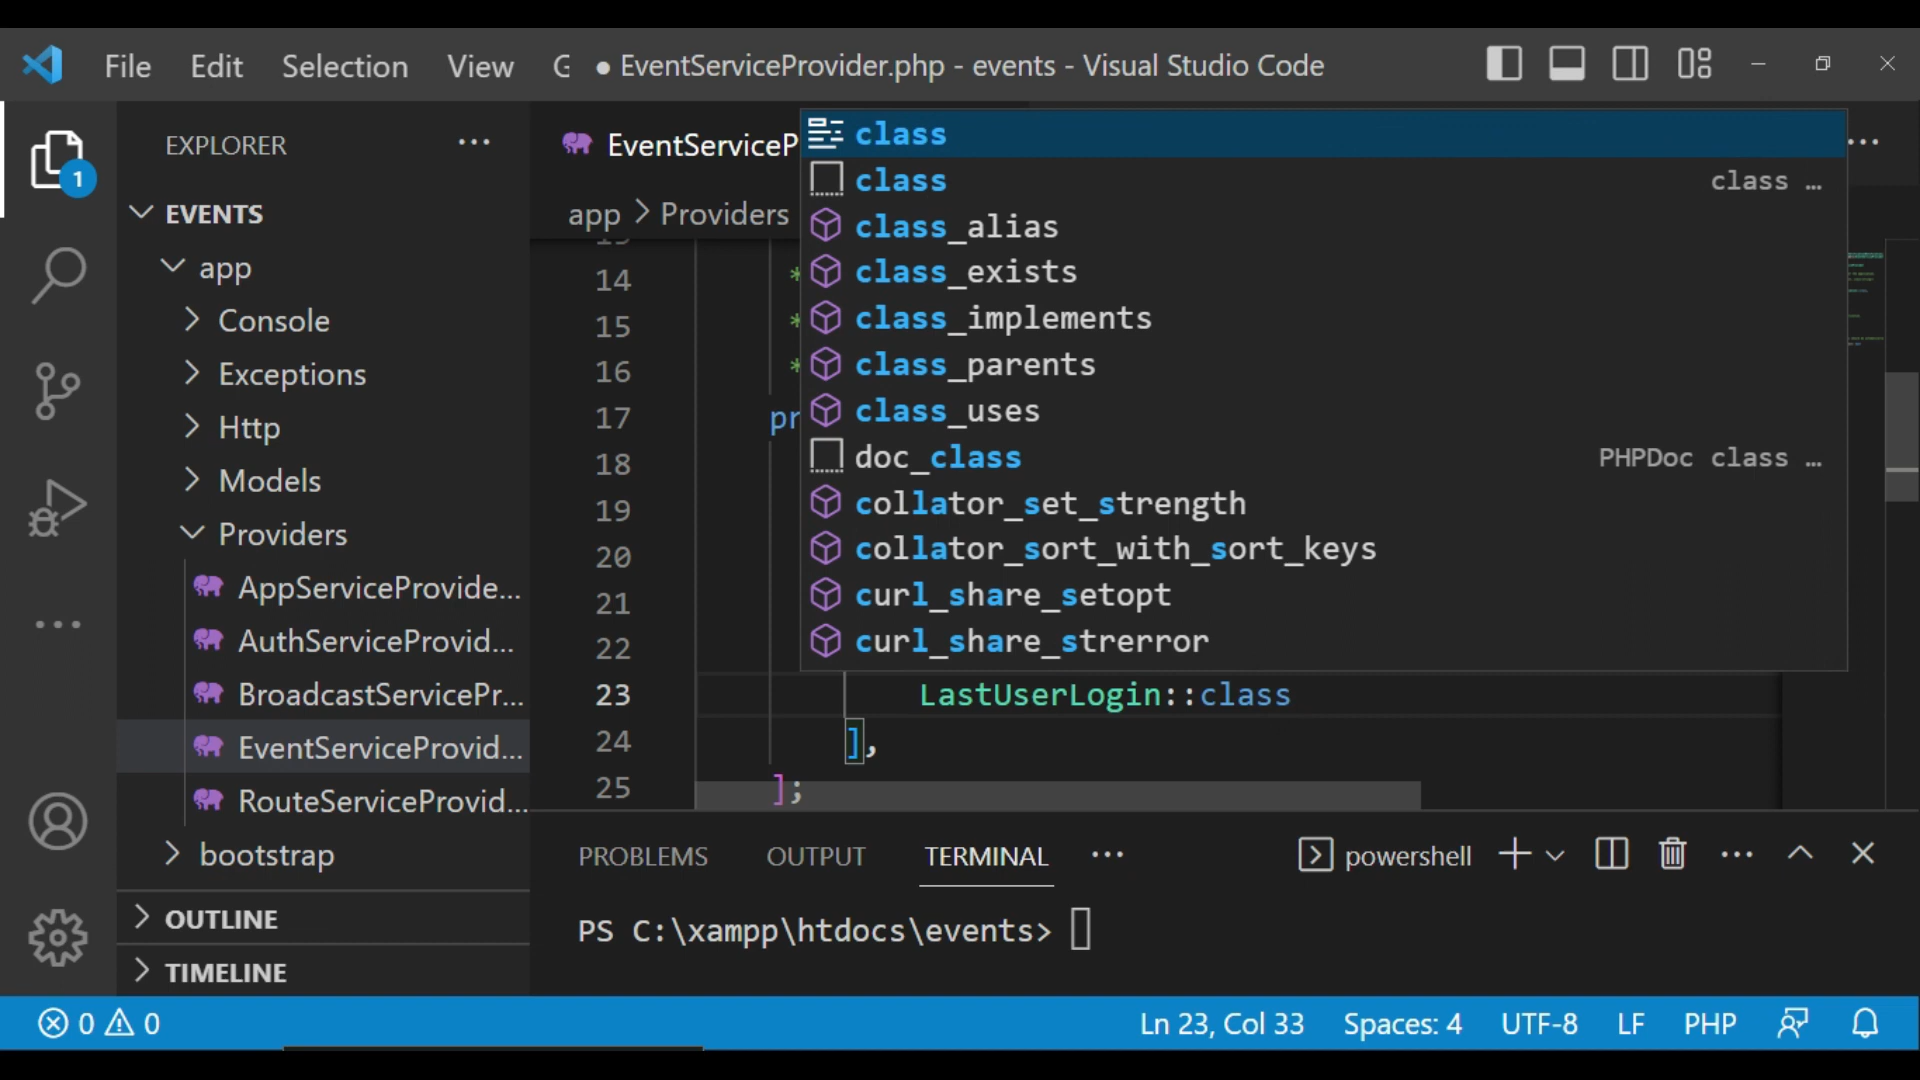 File Edit Selection View G ● EventServiceProvider.php - events - Visual Studio Code
EXPLORER ···
1
EVENTS
app
Console
Exceptions
Http
Models
Providers
AppServiceProvide...
AuthServiceProvid...
BroadcastServicePr...
EventServiceProvid...
RouteServiceProvid...
bootstrap
OUTLINE
TIMELINE
EventServiceP
···
app > Providers
class
class class ...
class_alias
class_exists
class_implements
class_parents
class_uses
doc_class PHPDoc class ...
collator_set_strength
collator_sort_with_sort_keys
curl_share_setopt
curl_share_strerror
14 *
15 *
16 *
17 pr
18
19
20
21
22
23 LastUserLogin::class
24 ],
25 ];
PROBLEMS OUTPUT TERMINAL ··· powershell ···
PS C:\xampp\htdocs\events>
0 0 Ln 23, Col 33 Spaces: 4 UTF-8 LF PHP